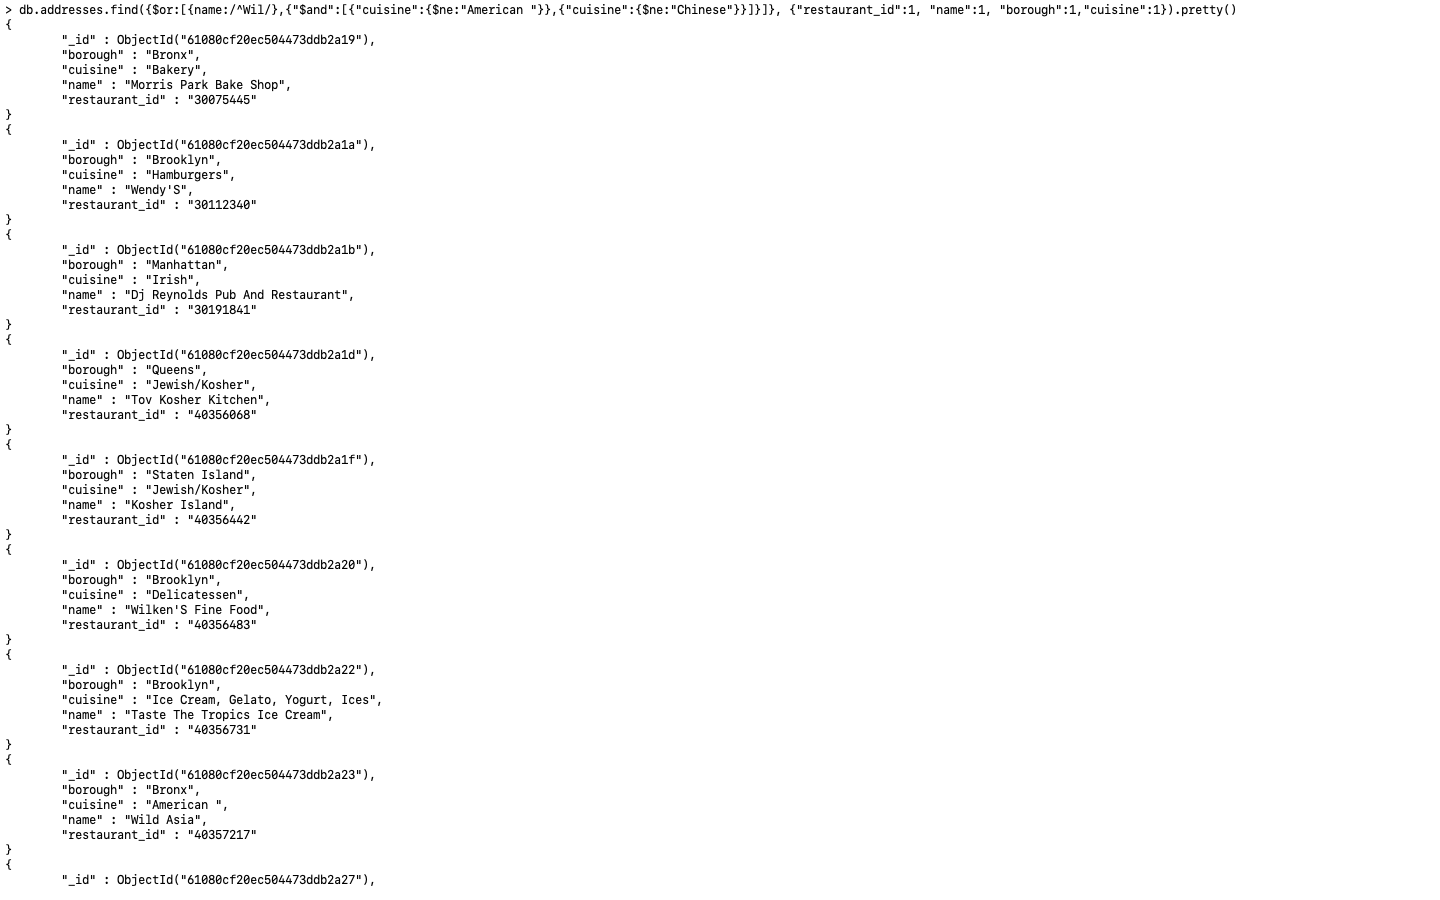 > db.addresses.find({$or:[{name:/^Wil/},{"$and":[{"cuisine":{$ne:"American "}},{"cuisine":{$ne:"Chinese"}}]}]}, {"restaurant_id":1, "name":1, "borough":1,"cuisine":1}).pretty()
{
        "_id" : ObjectId("61080cf20ec504473ddb2a19"),
        "borough" : "Bronx",
        "cuisine" : "Bakery",
        "name" : "Morris Park Bake Shop",
        "restaurant_id" : "30075445"
}
{
        "_id" : ObjectId("61080cf20ec504473ddb2a1a"),
        "borough" : "Brooklyn",
        "cuisine" : "Hamburgers",
        "name" : "Wendy'S",
        "restaurant_id" : "30112340"
}
{
        "_id" : ObjectId("61080cf20ec504473ddb2a1b"),
        "borough" : "Manhattan",
        "cuisine" : "Irish",
        "name" : "Dj Reynolds Pub And Restaurant",
        "restaurant_id" : "30191841"
}
{
        "_id" : ObjectId("61080cf20ec504473ddb2a1d"),
        "borough" : "Queens",
        "cuisine" : "Jewish/Kosher",
        "name" : "Tov Kosher Kitchen",
        "restaurant_id" : "40356068"
}
{
        "_id" : ObjectId("61080cf20ec504473ddb2a1f"),
        "borough" : "Staten Island",
        "cuisine" : "Jewish/Kosher",
        "name" : "Kosher Island",
        "restaurant_id" : "40356442"
}
{
        "_id" : ObjectId("61080cf20ec504473ddb2a20"),
        "borough" : "Brooklyn",
        "cuisine" : "Delicatessen",
        "name" : "Wilken'S Fine Food",
        "restaurant_id" : "40356483"
}
{
        "_id" : ObjectId("61080cf20ec504473ddb2a22"),
        "borough" : "Brooklyn",
        "cuisine" : "Ice Cream, Gelato, Yogurt, Ices",
        "name" : "Taste The Tropics Ice Cream",
        "restaurant_id" : "40356731"
}
{
        "_id" : ObjectId("61080cf20ec504473ddb2a23"),
        "borough" : "Bronx",
        "cuisine" : "American ",
        "name" : "Wild Asia",
        "restaurant_id" : "40357217"
}
{
        "_id" : ObjectId("61080cf20ec504473ddb2a27"),